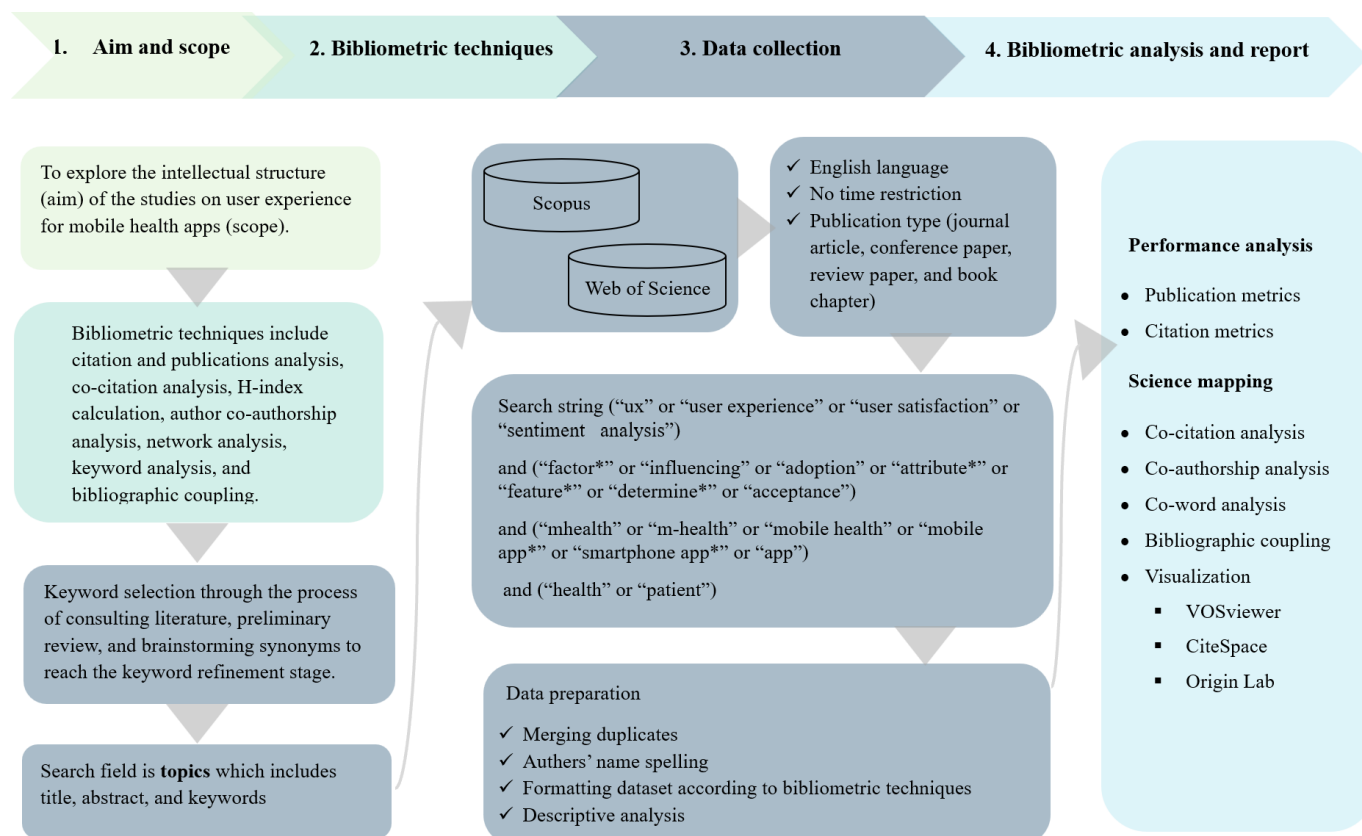 1. Aim and scope
2. Bibliometric techniques
3. Data collection
4. Bibliometric analysis and report
To explore the intellectual structure
(aim) of the studies on user experience
for mobile health apps (scope).
Bibliometric techniques include
citation and publications analysis,
co-citation analysis, H-index
calculation, author co-authorship
analysis, network analysis,
keyword analysis, and
bibliographic coupling.
Keyword selection through the process
of consulting literature, preliminary
review, and brainstorming synonyms to
reach the keyword refinement stage.
Search field is topics which includes
title, abstract, and keywords
Scopus
Web of Science
✓ English language
✓ No time restriction
✓ Publication type (journal
article, conference paper,
review paper, and book
chapter)
Search string (“ux” or “user experience” or “user satisfaction” or
“sentiment analysis”)
and (“factor*” or “influencing” or “adoption” or “attribute*” or
“feature*” or “determine*” or “acceptance”)
and (“mhealth” or “m-health” or “mobile health” or “mobile
app*” or “smartphone app*” or “app”)
and (“health” or “patient”)
Data preparation
✓ Merging duplicates
✓ Authers’ name spelling
✓ Formatting dataset according to bibliometric techniques
✓ Descriptive analysis
Performance analysis
• Publication metrics
• Citation metrics
Science mapping
• Co-citation analysis
• Co-authorship analysis
• Co-word analysis
• Bibliographic coupling
• Visualization
▪ VOSviewer
▪ CiteSpace
▪ Origin Lab